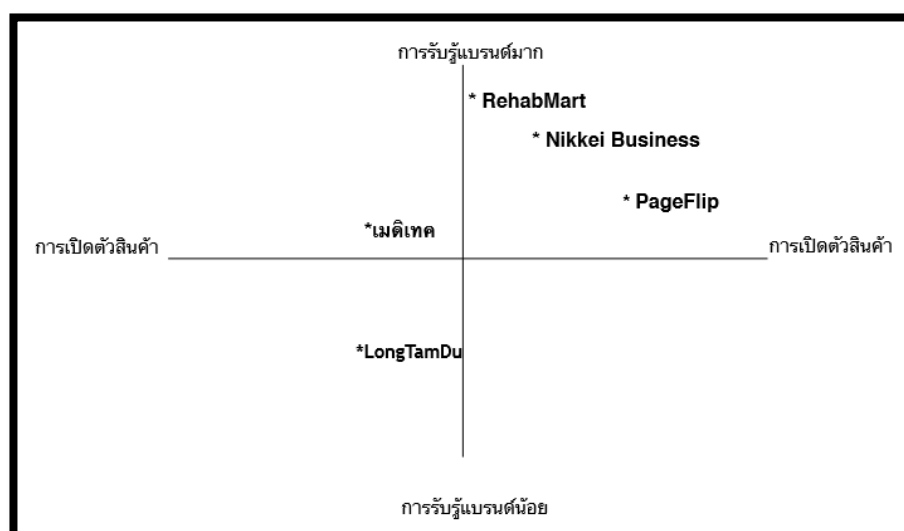 การรับรู้แบรนด์มาก
* RehabMart
* Nikkei Business
* PageFlip
*เมดิเทค
การเปิดตัวสินค้า
การเปิดตัวสินค้า
*LongTamDu
การรับรู้แบรนด์น้อย